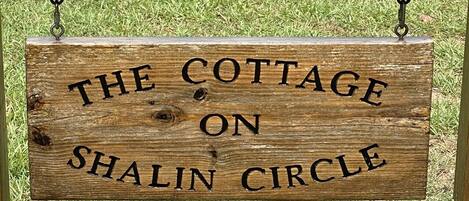 THE COTTAGE
ON
SHALIN CIRCLE